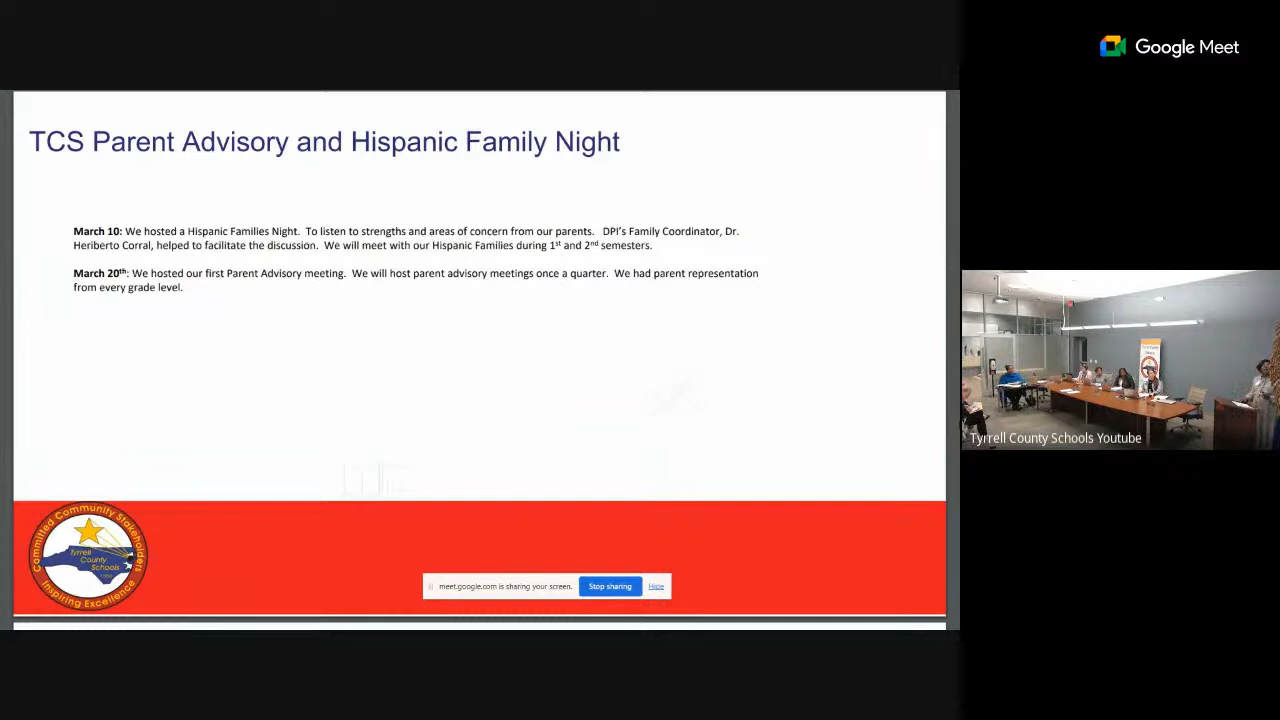 Google Meet
TCS Parent Advisory and Hispanic Family Night
March 10: We hosted a Hispanic Families Night.  To listen to strengths and areas of concern from our parents.  DPI's Family Coordinator, Dr.
Heriberto Corral, helped to facilitate the discussion.  We will meet with our Hispanic Families during 1st and 2nd semesters.
March 20th: We hosted our first Parent Advisory meeting.  We will host parent advisory meetings once a quarter.  We had parent representation
from every grade level.
Tyrrell County Schools Youtube
Committed Community Stakeholders
Tyrrell
County
Schools
Inspiring Excellence
meet.google.com is sharing your screen.
Stop sharing
Hide